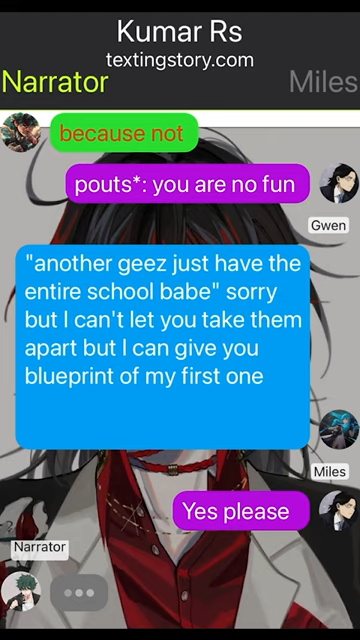 Kumar Rs
textingstory.com
Narrator Miles
because not
pouts*: you are no fun
Gwen
"another geez just have the
entire school babe" sorry
but I can't let you take them
apart but I can give you
blueprint of my first one
Miles
Yes please
Narrator